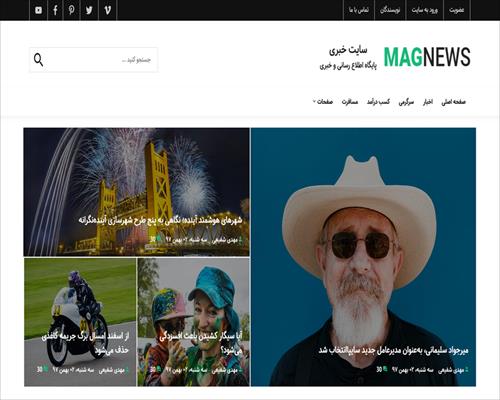 عضویت
ورود به سایت
نویسندگان
تماس با ما
MAGNEWS
سایت خبری
پایگاه اطلاع رسانی و خبری
جستجو کنید ...
صفحه اصلی
اخبار
سرگرمی
کسب درآمد
مسافرت
صفحات
میرجواد سلیمانی، به‌عنوان مدیرعامل جدید سایپاانتخاب شد
مهدی شفیعی سه شنبه، ۰۲ بهمن ۹۷ 30
شهرهای هوشمند آینده؛ نگاهی به پنج طرح شهرسازی آینده‌نگرانه
مهدی شفیعی سه شنبه، ۰۲ بهمن ۹۷ 30
آیا سیگار کشیدن باعث افسردگی
می‌شود؟
مهدی شفیعی سه شنبه، ۰۲ بهمن ۹۷ 30
از اسفند امسال برگ جریمه کاغذی
حذف می‌شود
مهدی شفیعی سه شنبه، ۰۲ بهمن ۹۷ 30